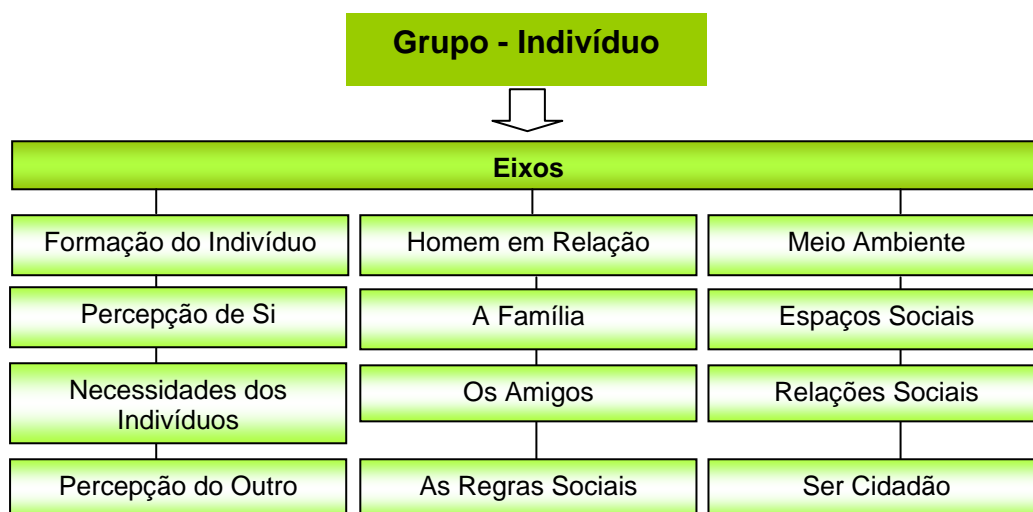 Grupo - Indivíduo
Eixos
Formação do Indivíduo
Homem em Relação
Meio Ambiente
Percepção de Si
A Família
Espaços Sociais
Necessidades dos
Indivíduos
Os Amigos
Relações Sociais
Percepção do Outro
As Regras Sociais
Ser Cidadão